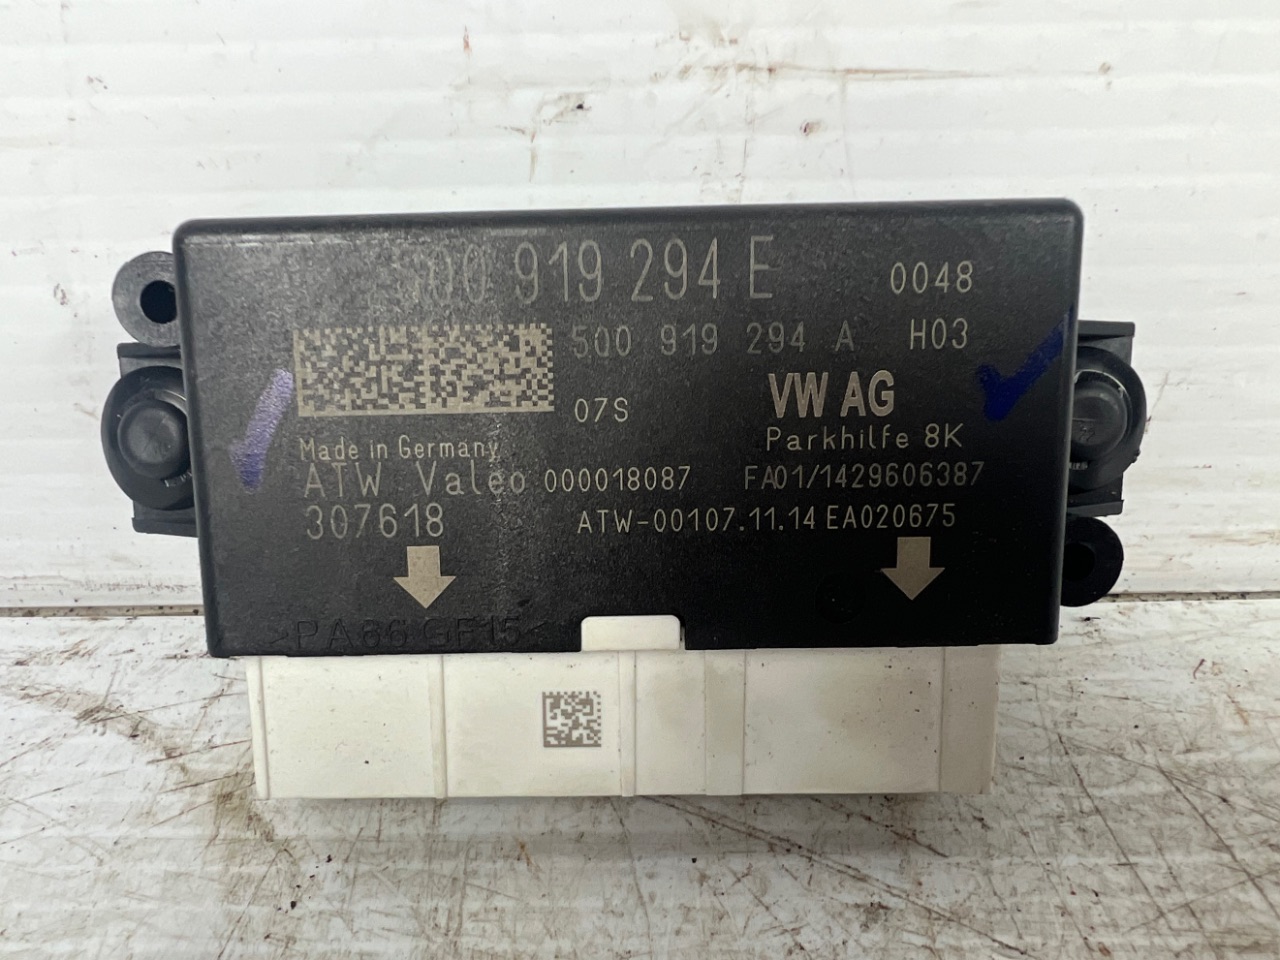 5Q0 919 294 E 0048
5Q0 919 294 A H03
07S VW AG
Parkhilfe 8K
Made in Germany
ATW Valeo 000018087 FA01/1429606387
307618 ATW-00107.11.14 EA020675
>PA66 GF15<